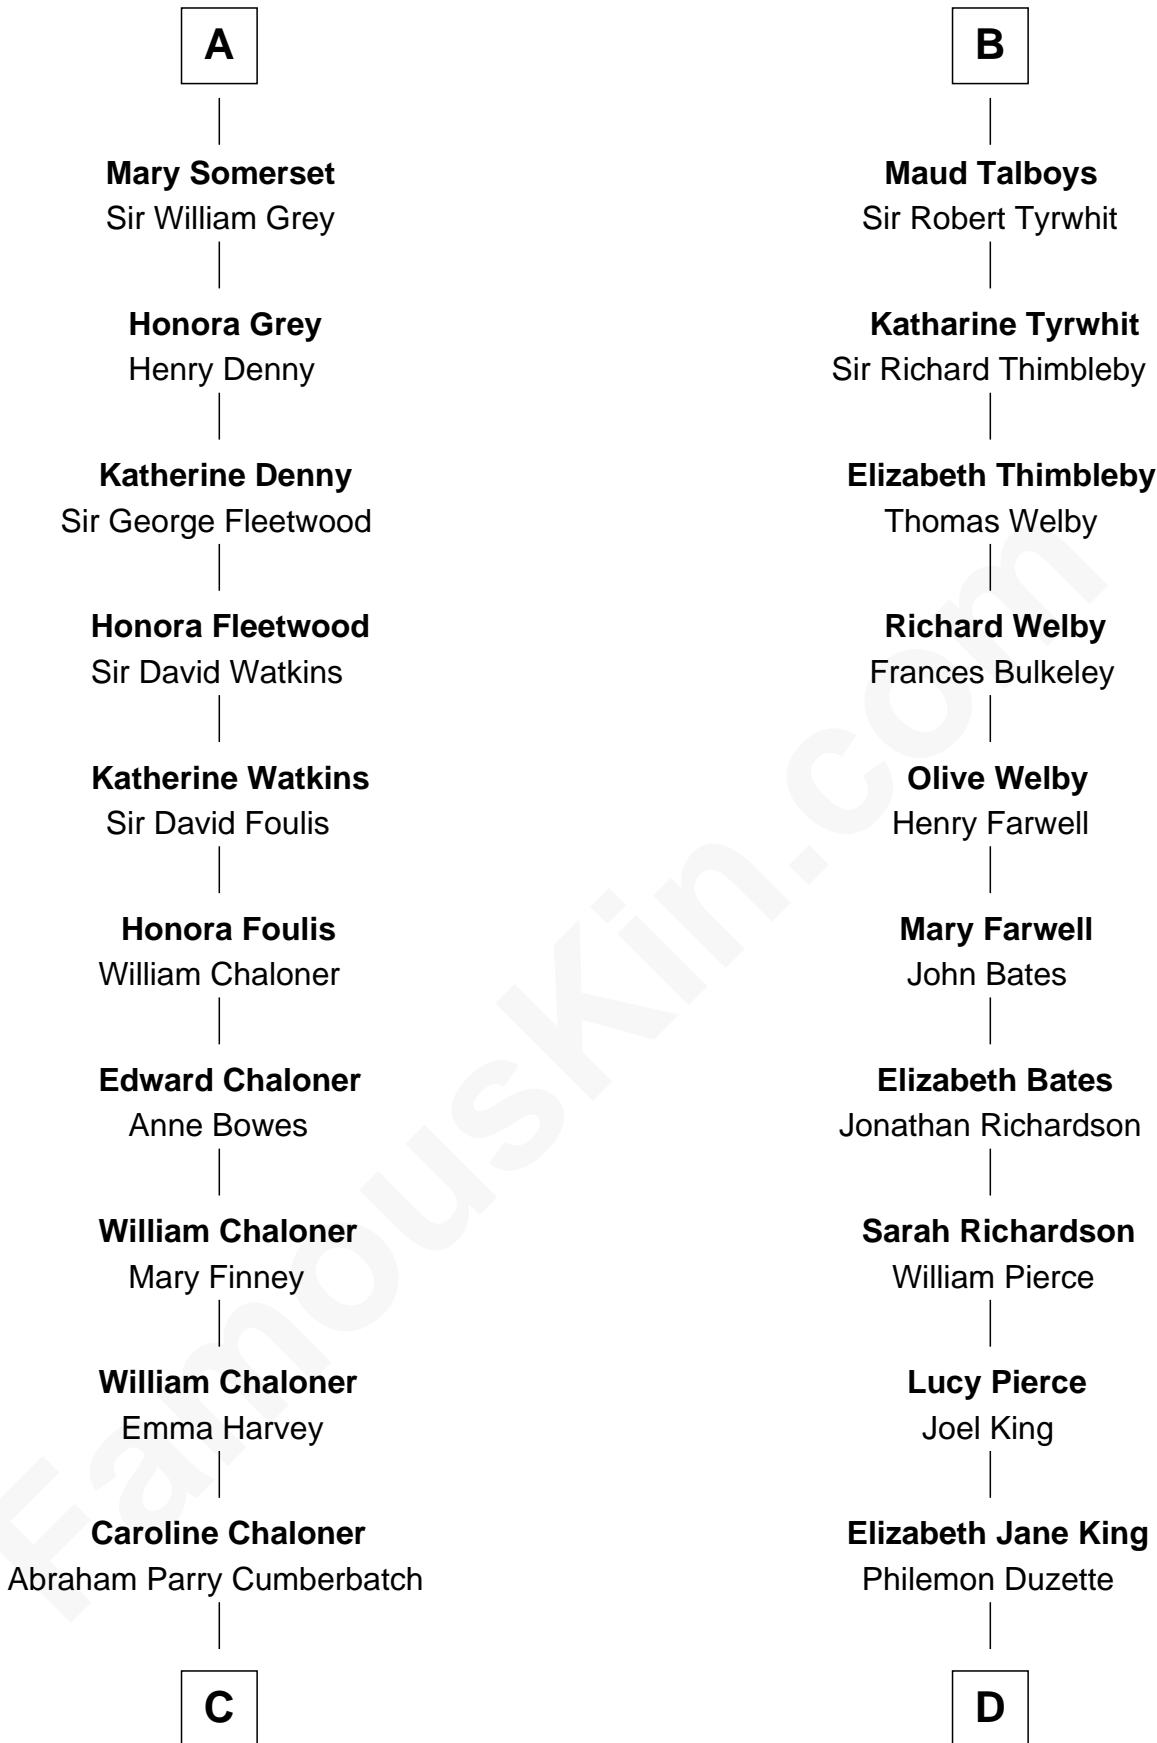 A
Mary Somerset
Sir William Grey
Honora Grey
Henry Denny
Katherine Denny
Sir George Fleetwood
Honora Fleetwood
Sir David Watkins
Katherine Watkins
Sir David Foulis
Honora Foulis
William Chaloner
Edward Chaloner
Anne Bowes
William Chaloner
Mary Finney
William Chaloner
Emma Harvey
Caroline Chaloner
Abraham Parry Cumberbatch
C
B
Maud Talboys
Sir Robert Tyrwhit
Katharine Tyrwhit
Sir Richard Thimbleby
Elizabeth Thimbleby
Thomas Welby
Richard Welby
Frances Bulkeley
Olive Welby
Henry Farwell
Mary Farwell
John Bates
Elizabeth Bates
Jonathan Richardson
Sarah Richardson
William Pierce
Lucy Pierce
Joel King
Elizabeth Jane King
Philemon Duzette
D
FamousKin.com